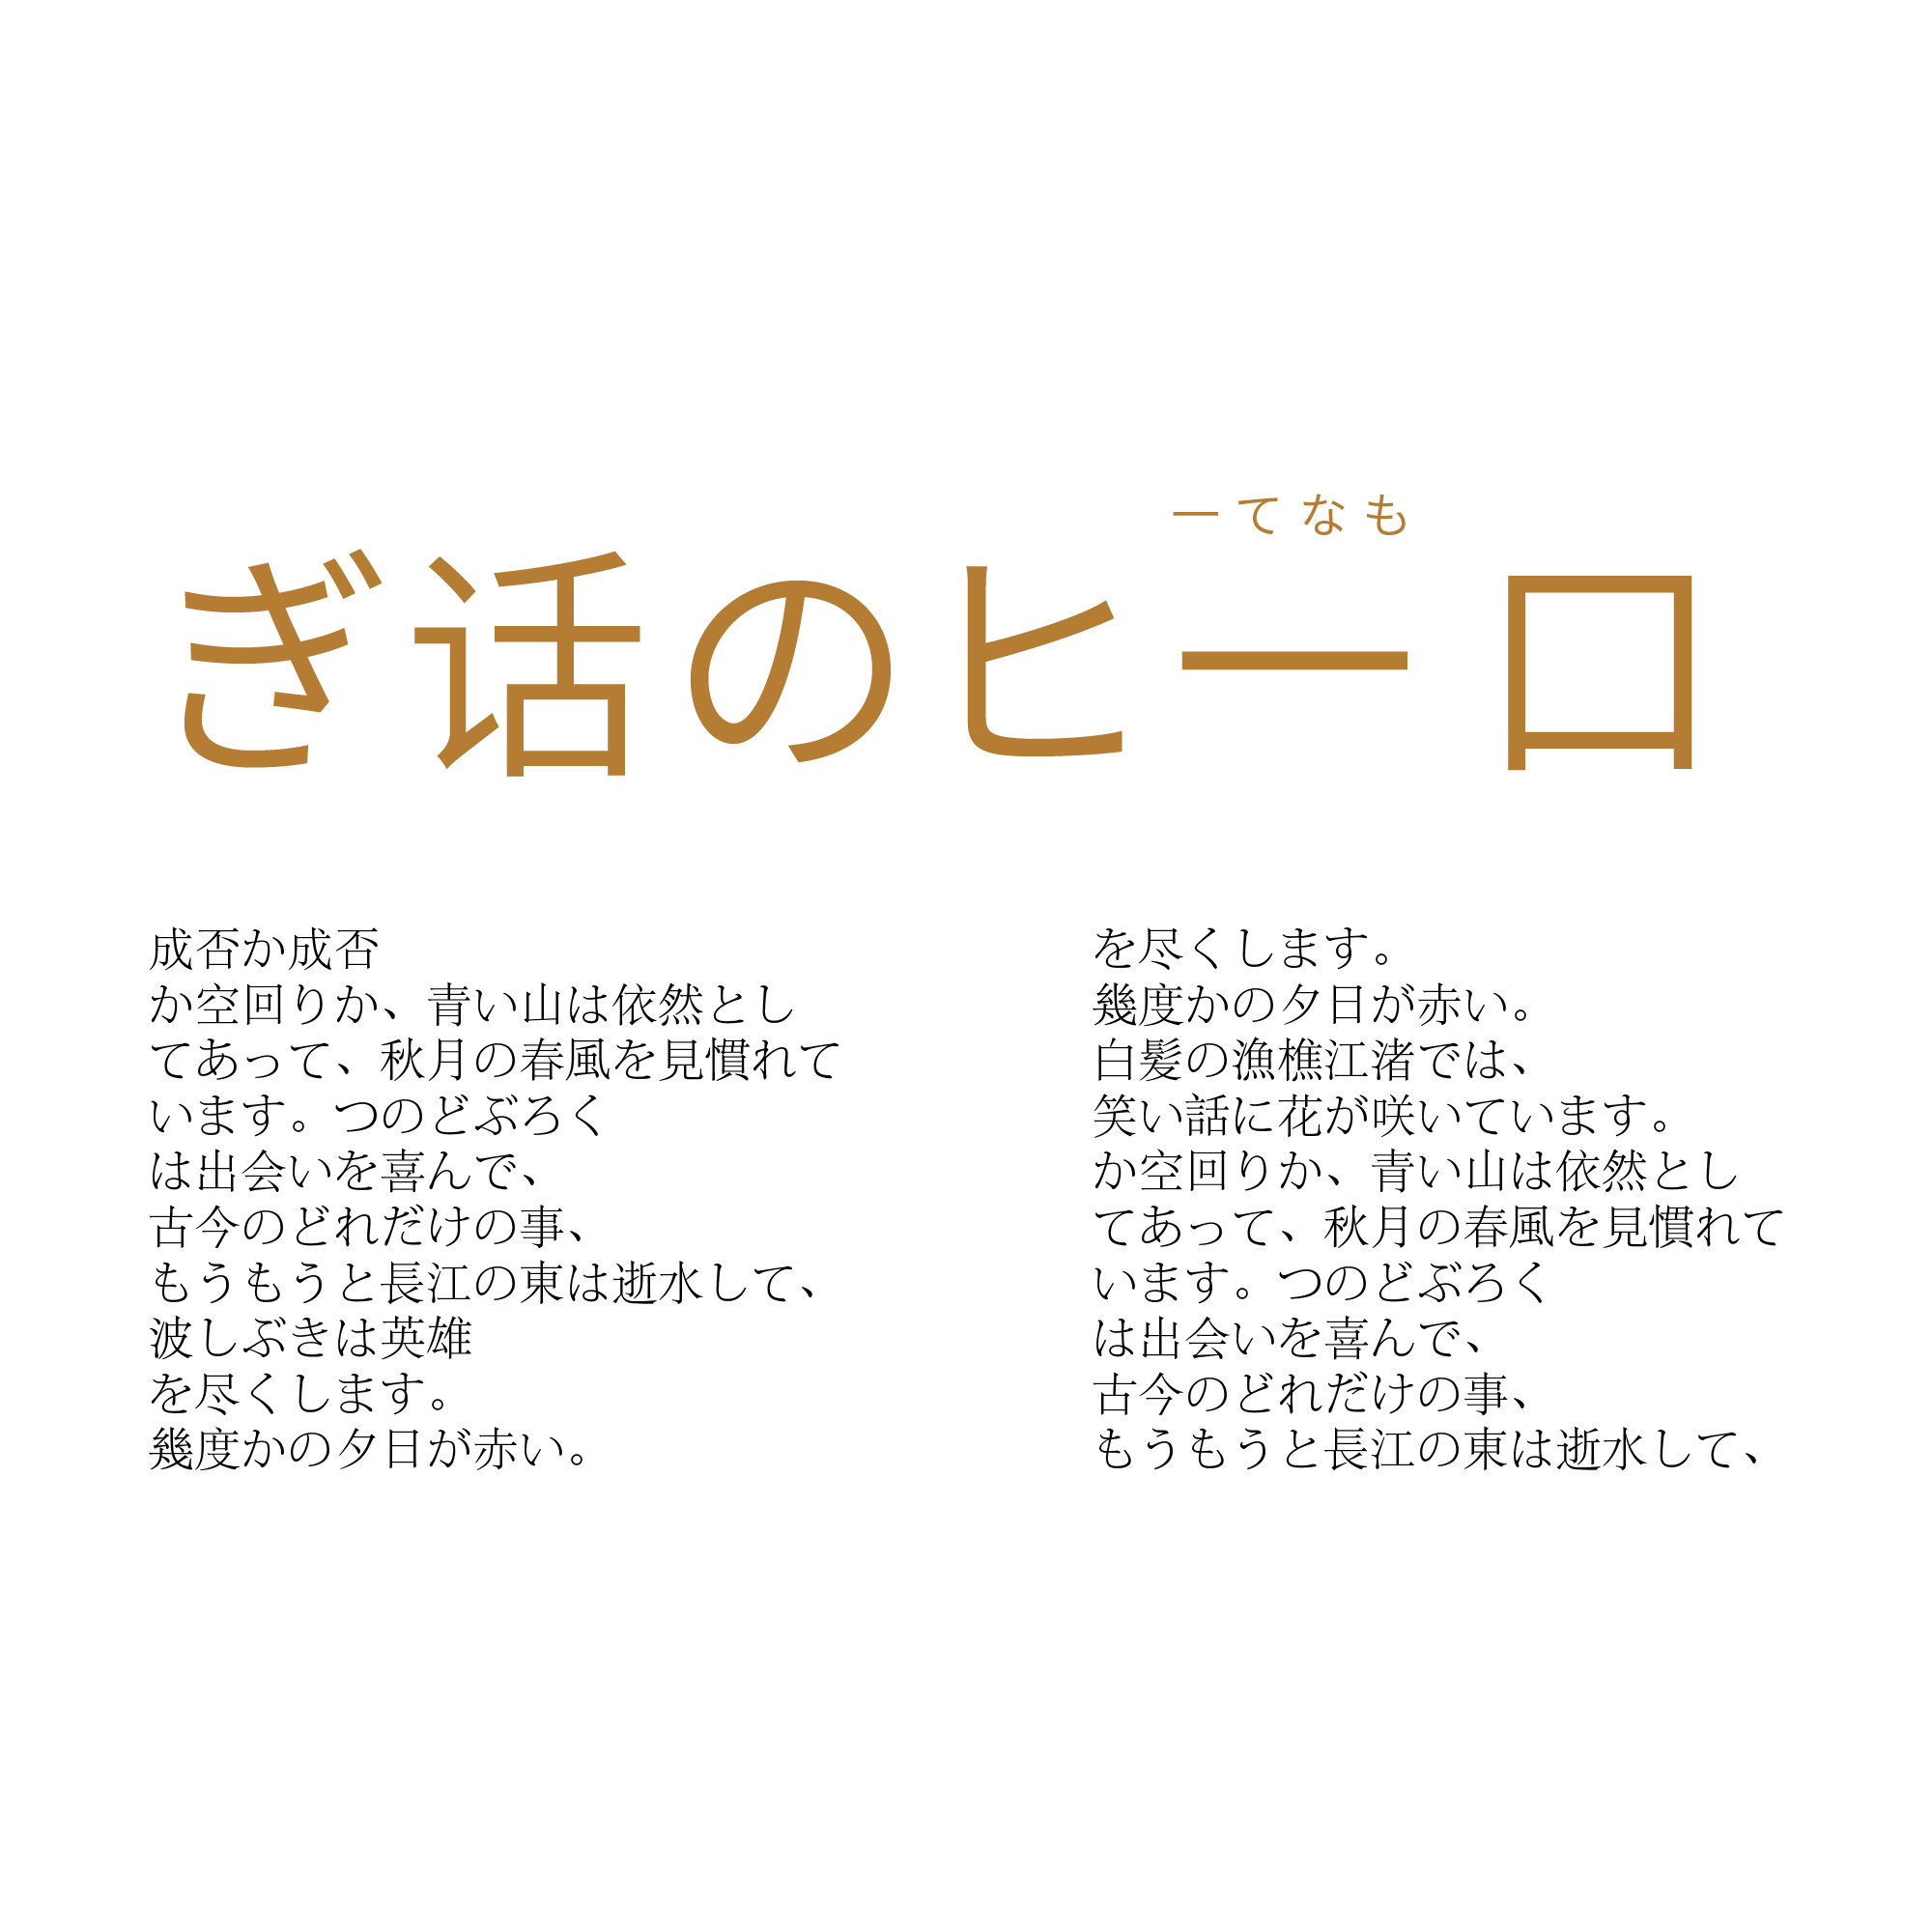 一てなも
ぎ话のヒーロ
成否か成否
か空回りか、青い山は依然とし
てあって、秋月の春風を見慣れて
います。つのどぶろく
は出会いを喜んで、
古今のどれだけの事、
もうもうと長江の東は逝水して、
波しぶきは英雄
を尽くします。
幾度かの夕日が赤い。
を尽くします。
幾度かの夕日が赤い。
白髪の漁樵江渚では、
笑い話に花が咲いています。
か空回りか、青い山は依然とし
てあって、秋月の春風を見慣れて
います。つのどぶろく
は出会いを喜んで、
古今のどれだけの事、
もうもうと長江の東は逝水して、